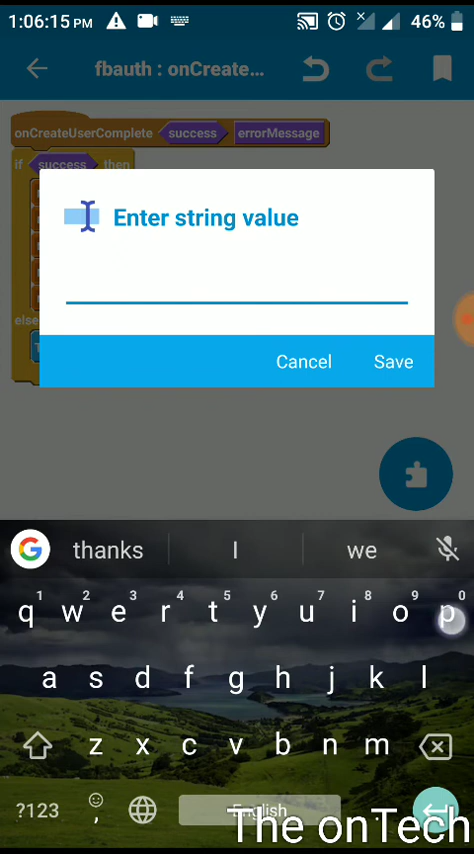 1:06:15 PM 46%
fbauth : onCreate...
onCreateUserComplete success errorMessage
if success then
else
Enter string value
Cancel Save
thanks I we
1 2 3 4 5 6 7 8 9 0
q w e r t y u i o p
a s d f g h j k l
z x c v b n m
?123 , English
The onTech